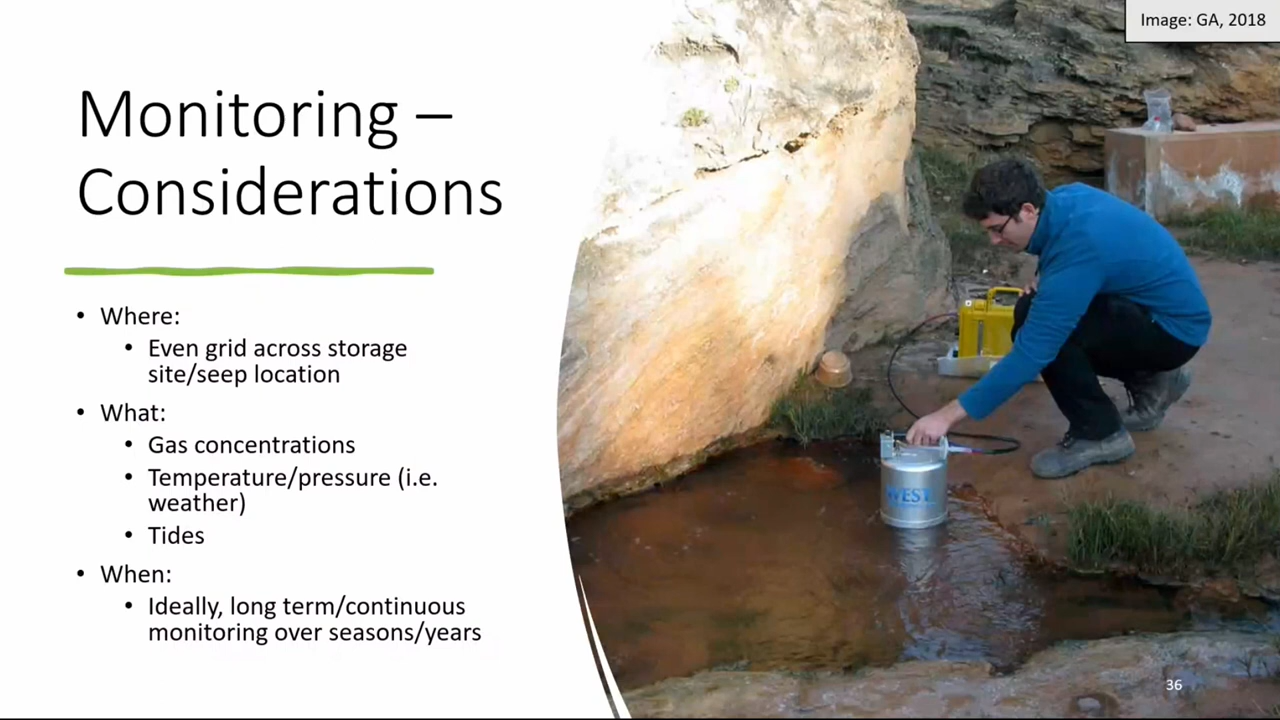 Image: GA, 2018
Monitoring –
Considerations
• Where:
• Even grid across storage
site/seep location
• What:
• Gas concentrations
• Temperature/pressure (i.e.
weather)
• Tides
• When:
• Ideally, long term/continuous
monitoring over seasons/years
WEST
36